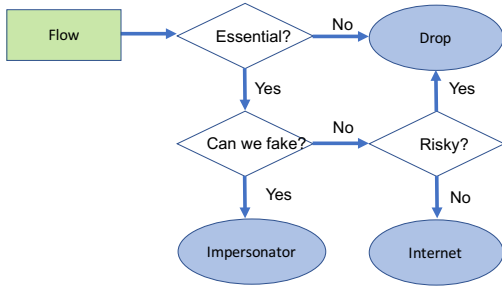 Flow
Essential?
No
Drop
Yes
Yes
Can we fake?
No
Risky?
Yes
No
Impersonator
Internet